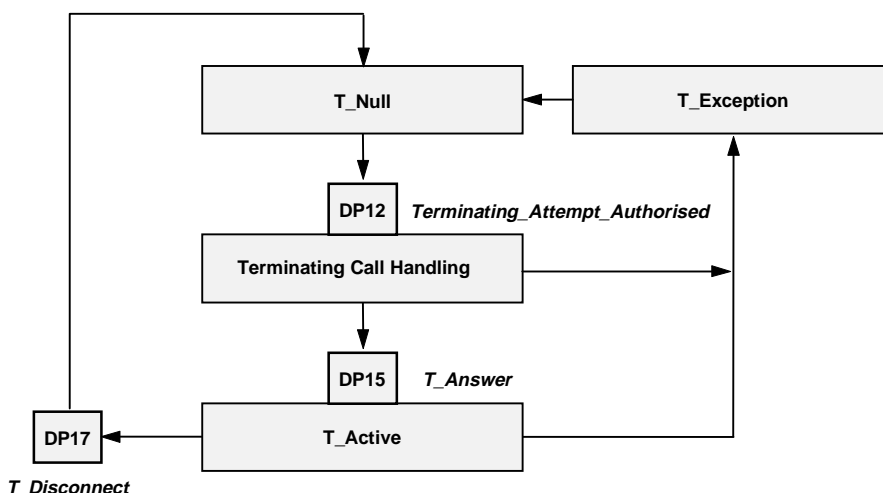 T_Null
T_Exception
DP12 Terminating_Attempt_Authorised
Terminating Call Handling
DP15 T_Answer
T_Active
DP17
T_Disconnect